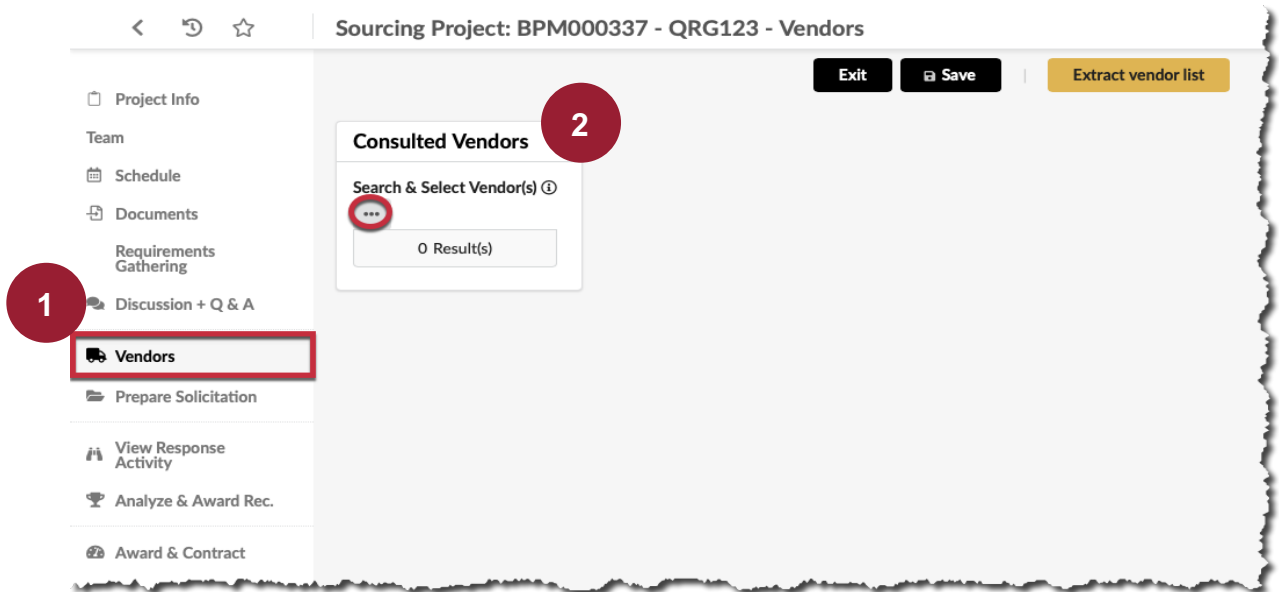 Sourcing Project: BPM000337 - QRG123 - Vendors
Exit
Save
Extract vendor list
Project Info
Team
Schedule
Documents
Requirements
Gathering
1
Discussion + Q & A
Vendors
Prepare Solicitation
View Response
Activity
Analyze & Award Rec.
Award & Contract
2
Consulted Vendors
Search & Select Vendor(s)
0 Result(s)